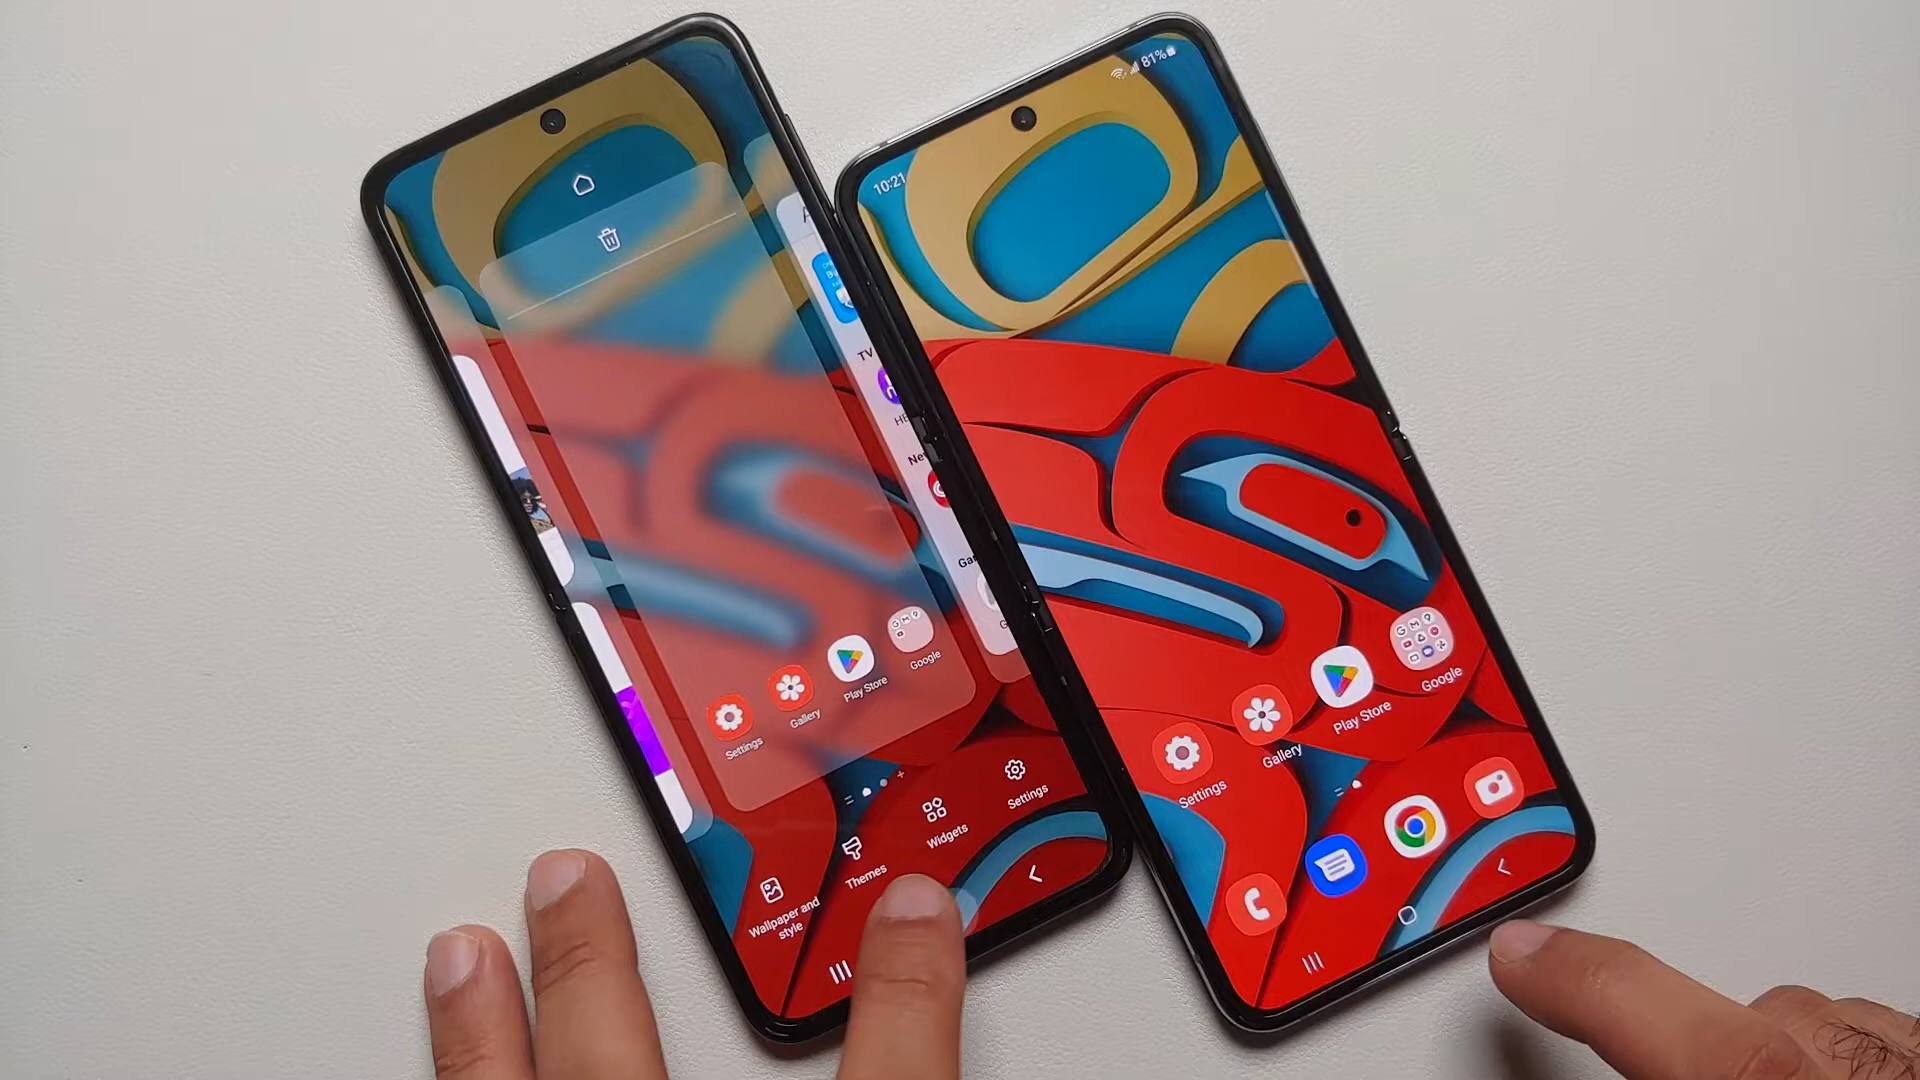 TV
Settings
Gallery
Play Store
Google
Wallpaper and
style
Themes
Widgets
Settings
10:21
81%
Settings
Gallery
Play Store
Google